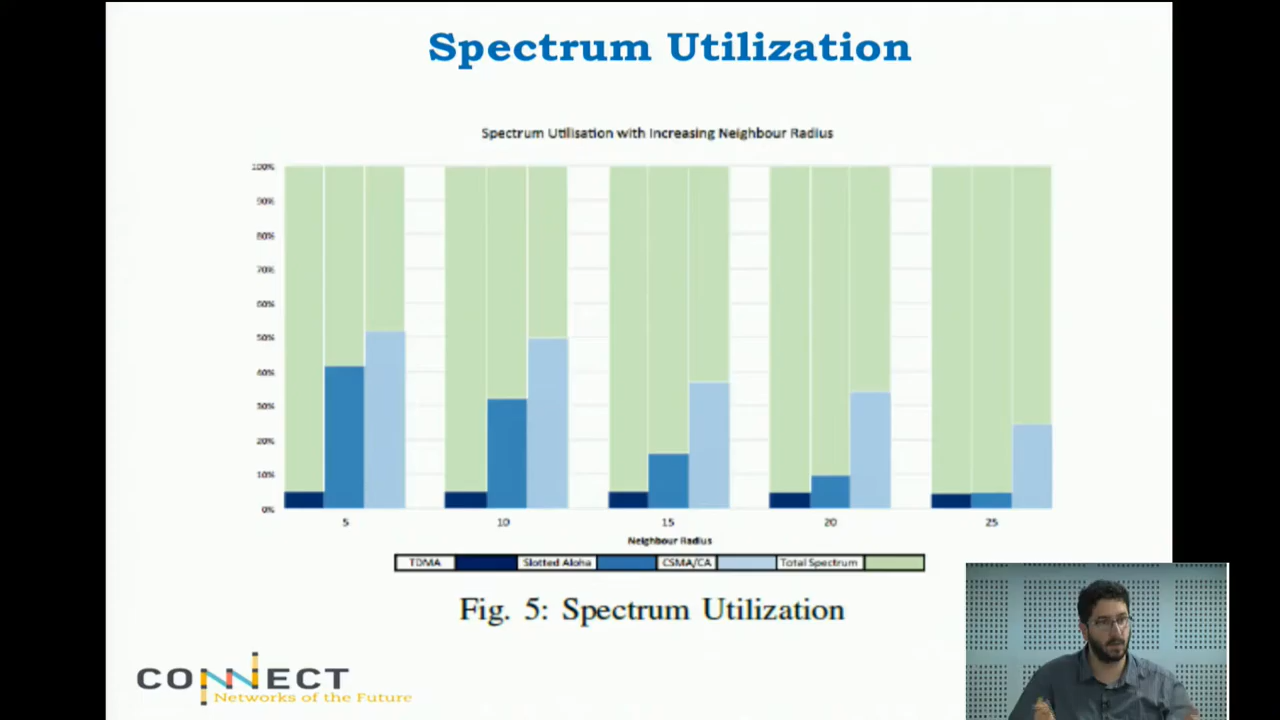 Spectrum Utilization
Spectrum Utilisation with Increasing Neighbour Radius
100%
90%
80%
70%
60%
50%
40%
30%
20%
10%
0%
5 10 15 20 25
Neighbour Radius
TDMA Slotted Aloha CSMA/CA Total Spectrum
Fig. 5: Spectrum Utilization
CONNECT
Networks of the Future